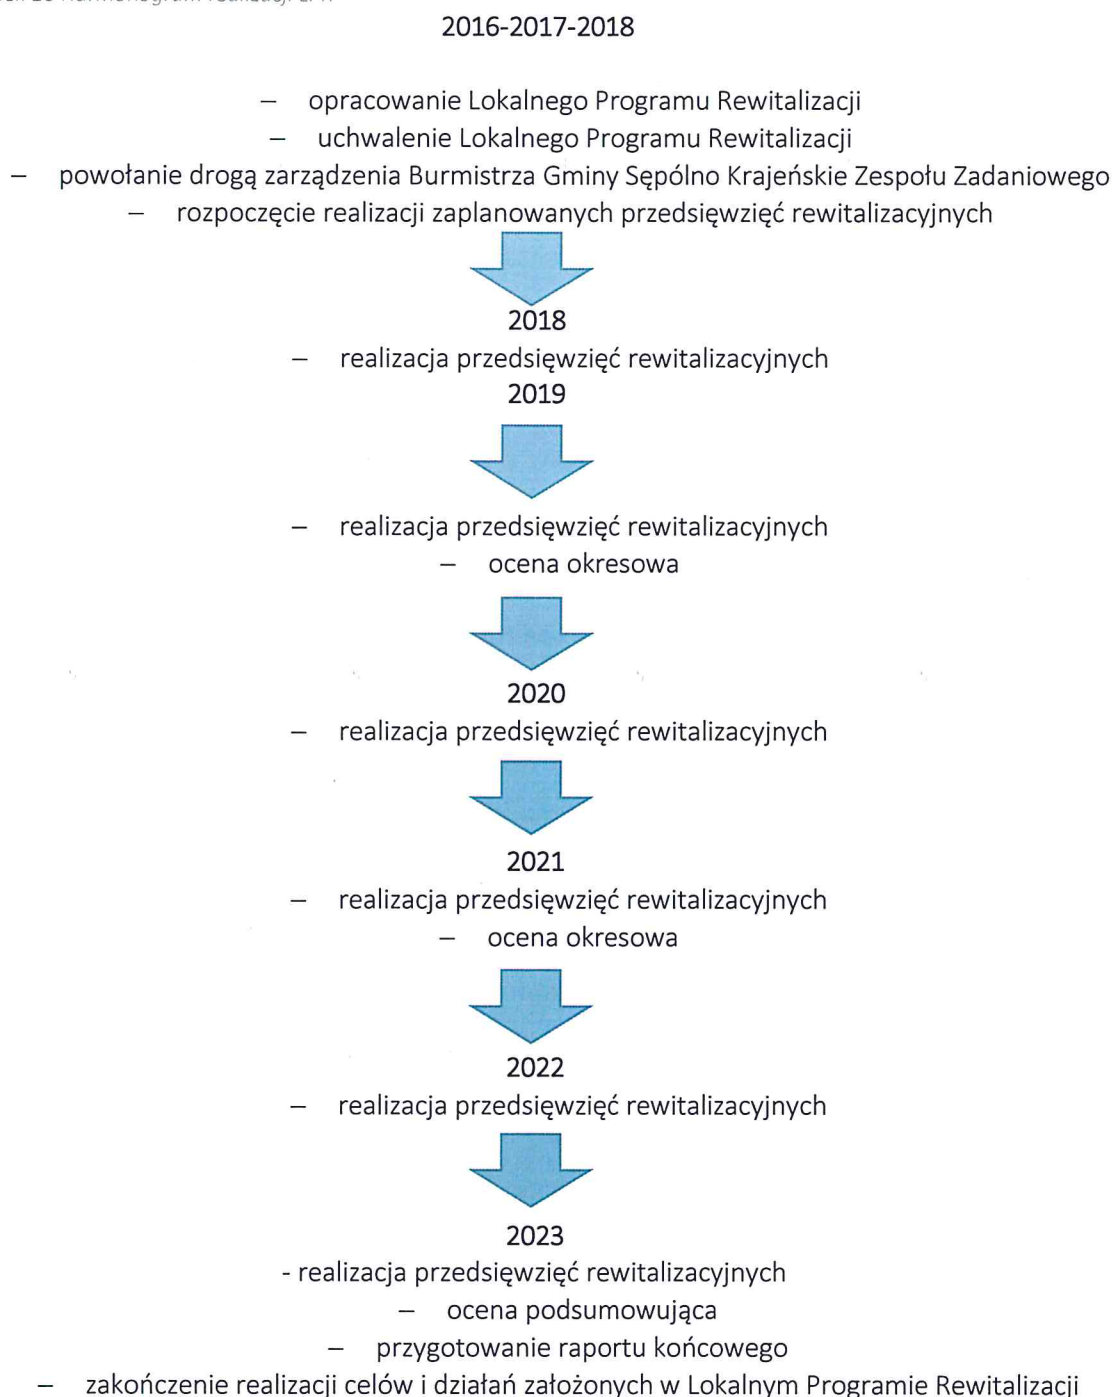 2016-2017-2018
– opracowanie Lokalnego Programu Rewitalizacji
– uchwalenie Lokalnego Programu Rewitalizacji
– powołanie drogą zarządzenia Burmistrza Gminy Sępólno Krajeńskie Zespołu Zadaniowego
– rozpoczęcie realizacji zaplanowanych przedsięwzięć rewitalizacyjnych
2018
– realizacja przedsięwzięć rewitalizacyjnych
2019
– realizacja przedsięwzięć rewitalizacyjnych
– ocena okresowa
2020
– realizacja przedsięwzięć rewitalizacyjnych
2021
– realizacja przedsięwzięć rewitalizacyjnych
– ocena okresowa
2022
– realizacja przedsięwzięć rewitalizacyjnych
2023
- realizacja przedsięwzięć rewitalizacyjnych
– ocena podsumowująca
– przygotowanie raportu końcowego
– zakończenie realizacji celów i działań założonych w Lokalnym Programie Rewitalizacji